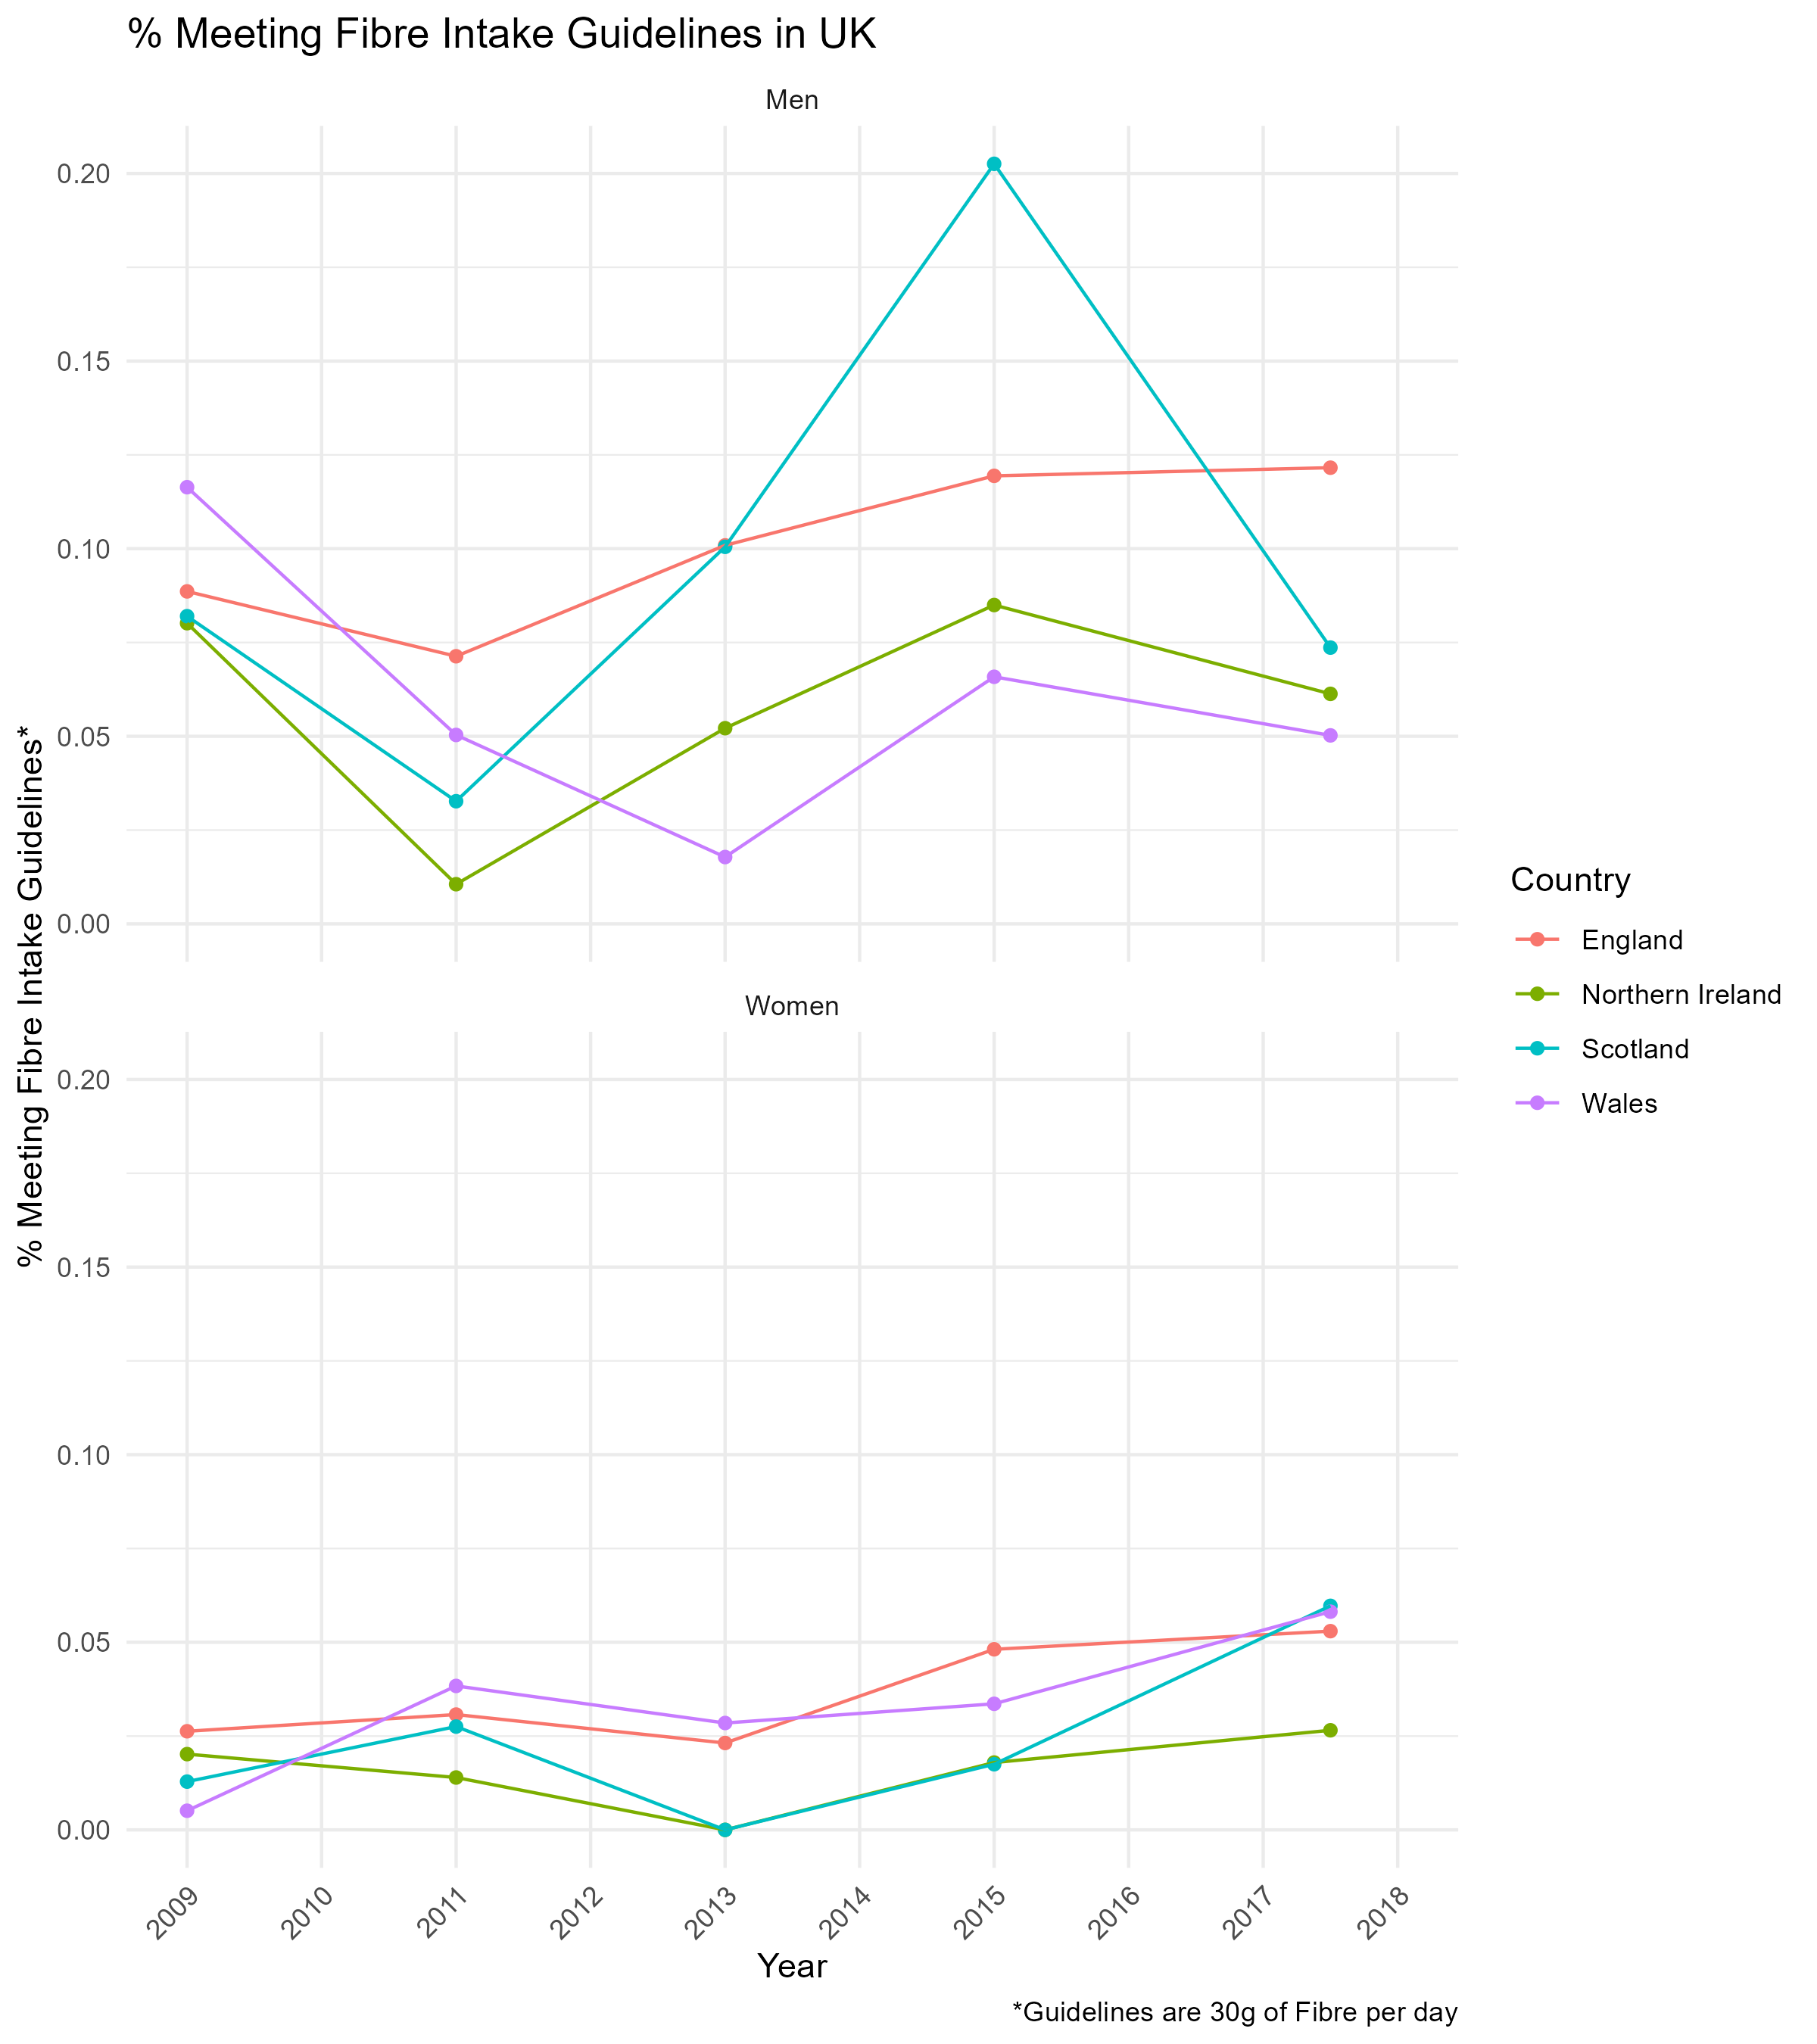 % Meeting Fibre Intake Guidelines in UK
Men
0.20
0.15
0.10
0.05
0.00
% Meeting Fibre Intake Guidelines*
Women
0.20
0.15
0.10
0.05
0.00
2009
2010
2011
2012
2013
2014
2015
2016
2017
2018
Year
Country
England
Northern Ireland
Scotland
Wales
*Guidelines are 30g of Fibre per day